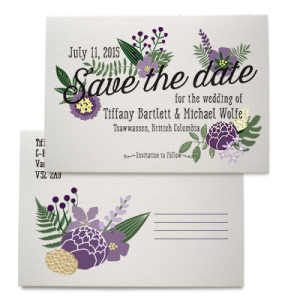 July 11, 2015
Save the date
for the wedding of
Tiffany Bartlett & Michael Wolfe
Tsawwassen, British Columbia
Invitation to Follow